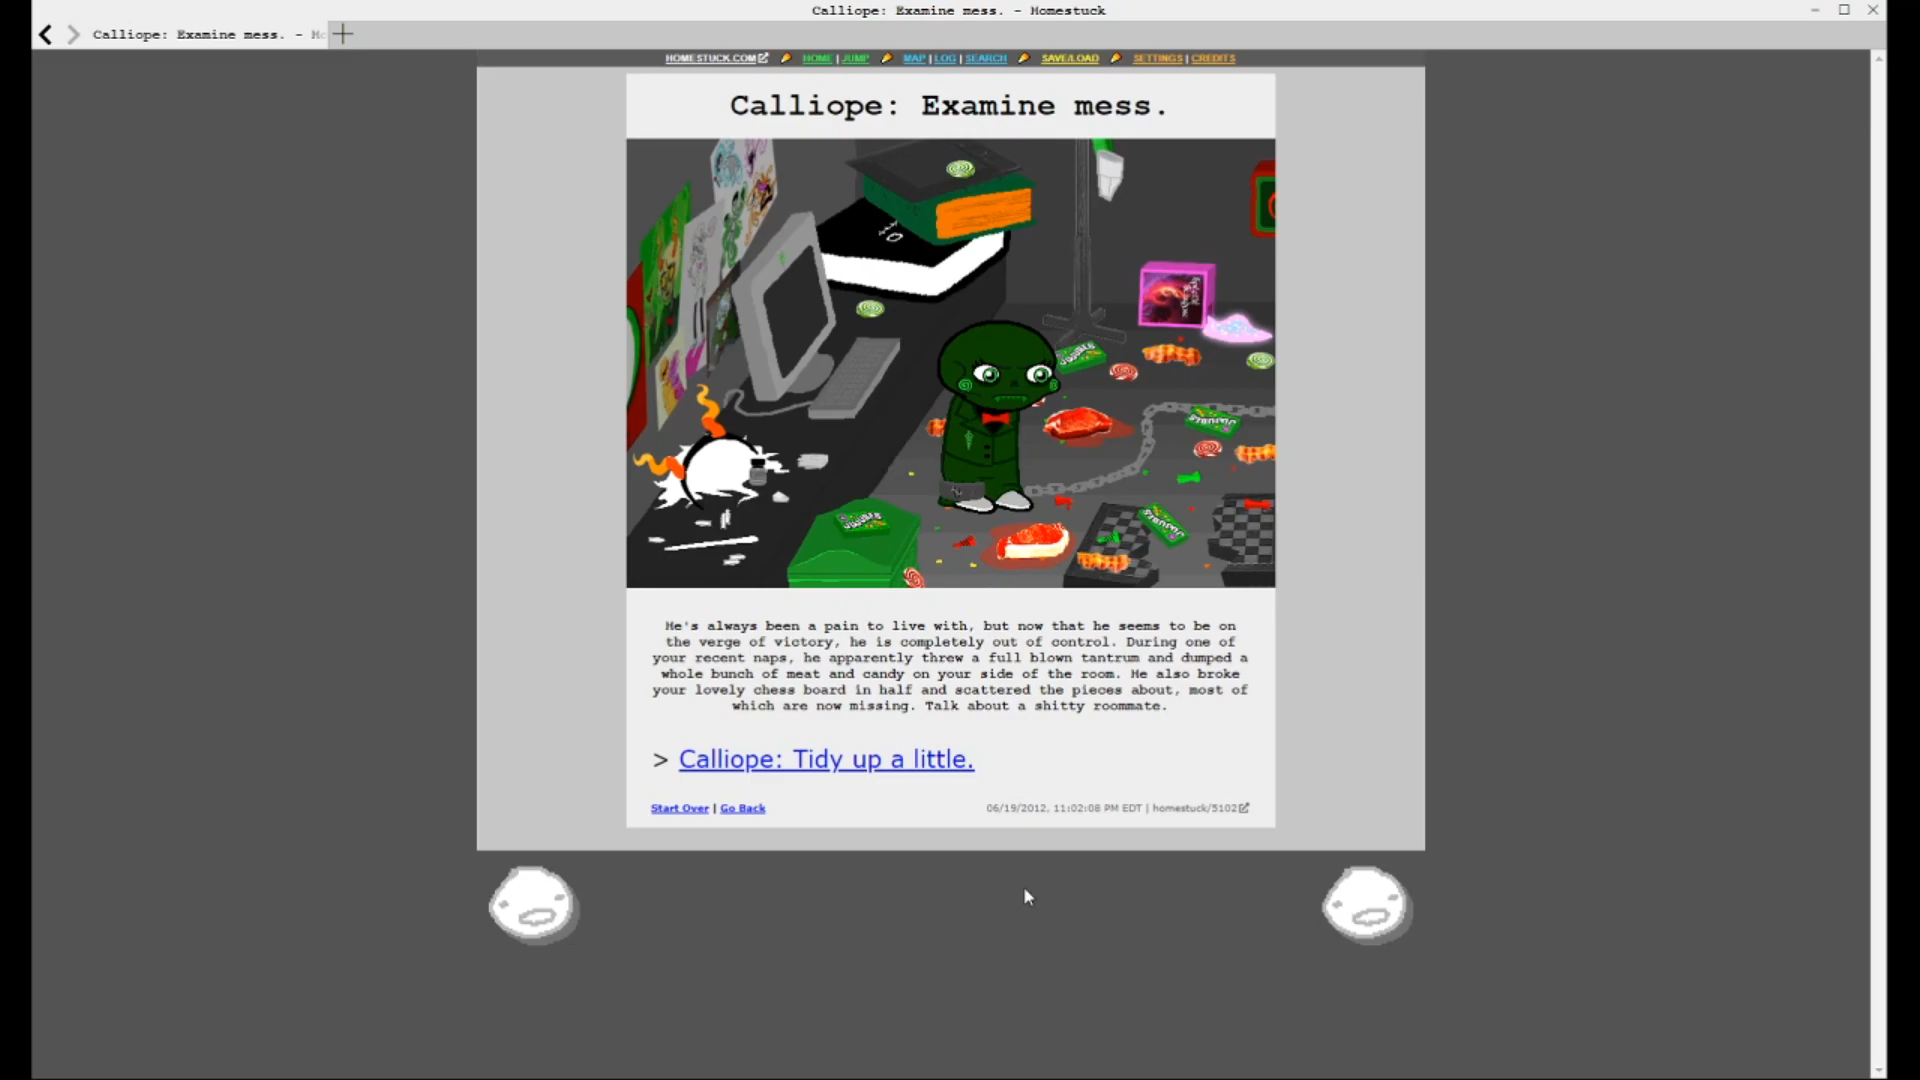 Calliope: Examine mess. - Homestuck
Calliope: Examine mess. - Ho
HOMESTUCK.COM HOME | JUMP MAP | LOG | SEARCH SAVE/LOAD SETTINGS | CREDITS
Calliope: Examine mess.
He's always been a pain to live with, but now that he seems to be on
the verge of victory, he is completely out of control. During one of
your recent naps, he apparently threw a full blown tantrum and dumped a
whole bunch of meat and candy on your side of the room. He also broke
your lovely chess board in half and scattered the pieces about, most of
which are now missing. Talk about a shitty roommate.
> Calliope: Tidy up a little.
Start Over | Go Back
06/19/2012, 11:02:08 PM EDT | homestuck/5102